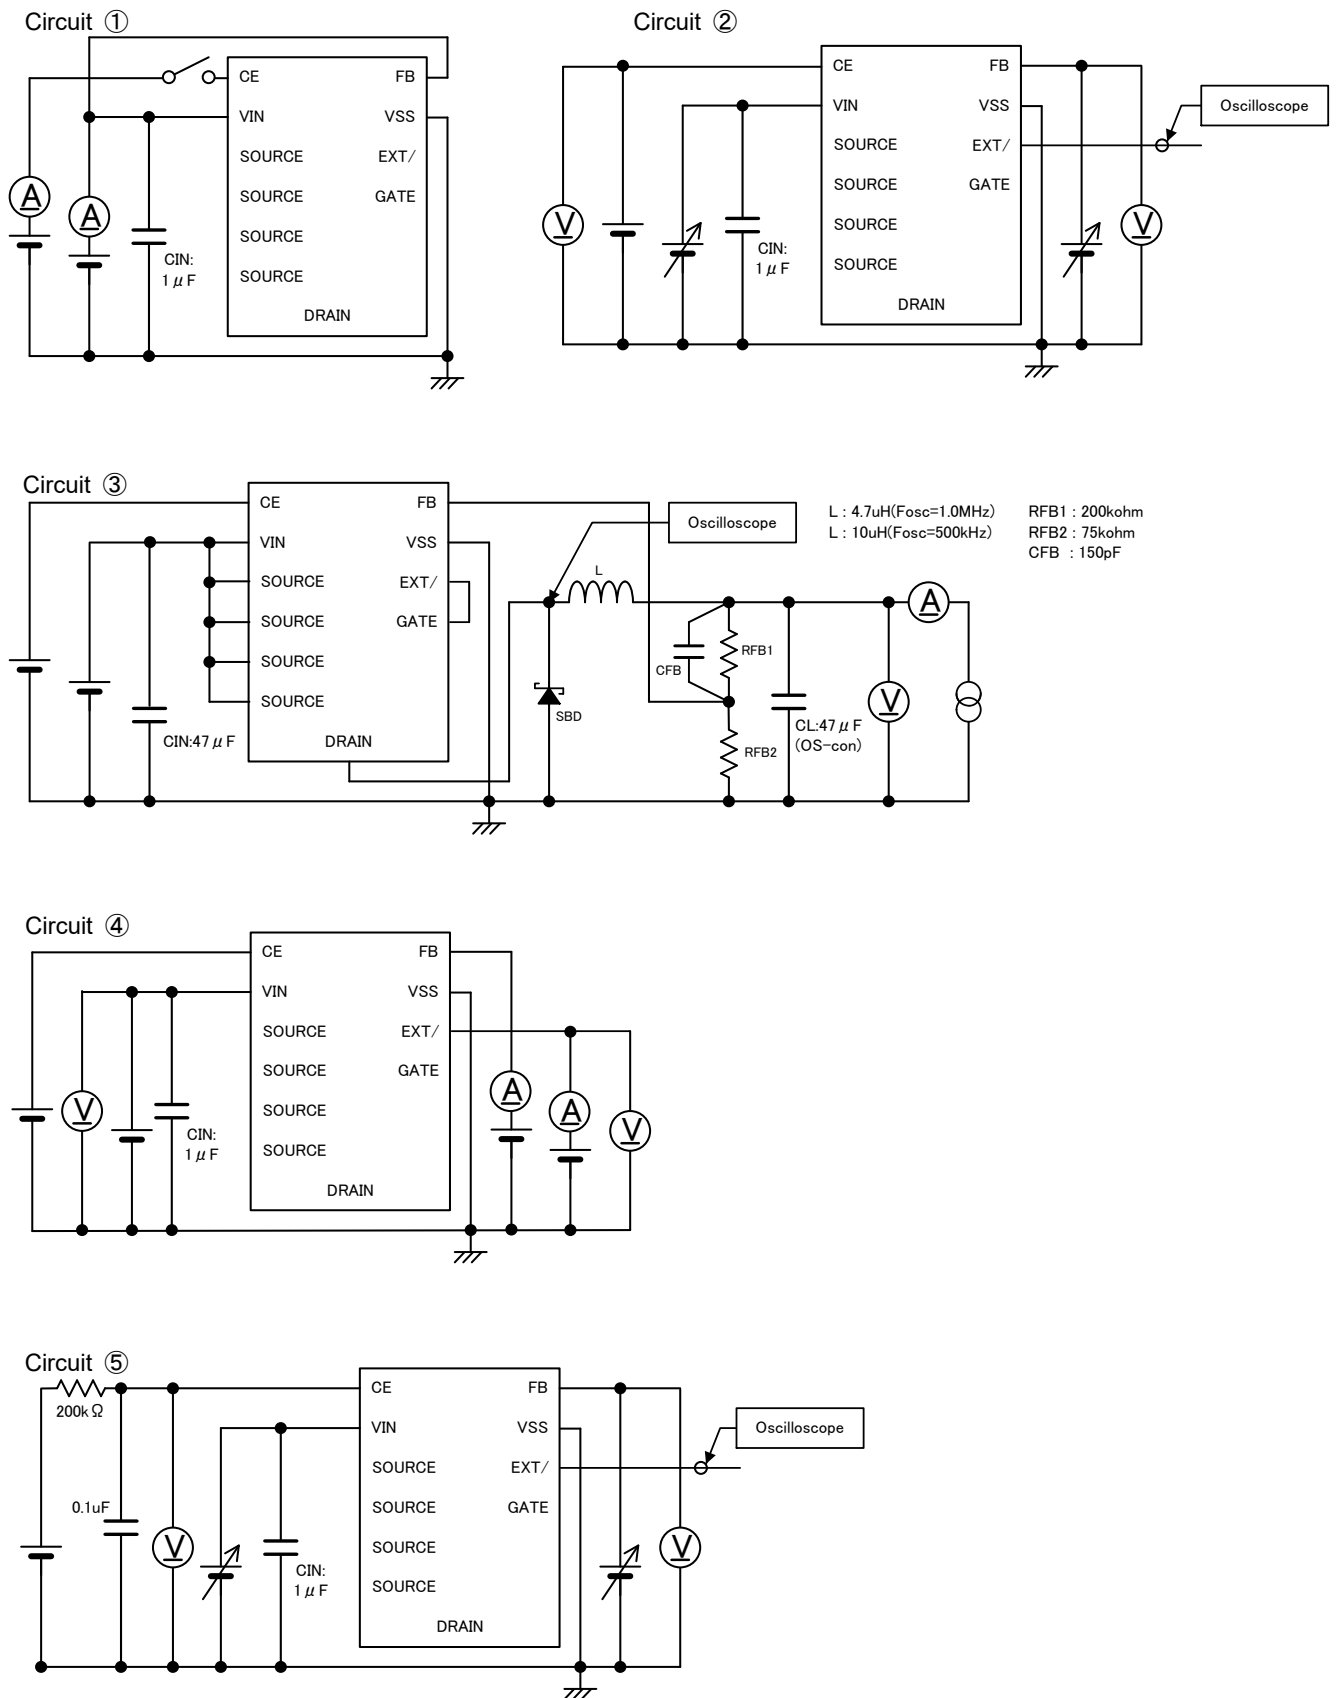 Circuit ①
CE
FB
VIN
VSS
SOURCE
EXT/
SOURCE
GATE
SOURCE
SOURCE
DRAIN
A
A
CIN:
1μF
Circuit ②
CE
FB
VIN
VSS
SOURCE
EXT/
SOURCE
GATE
SOURCE
SOURCE
DRAIN
V
CIN:
1μF
V
Oscilloscope
Circuit ③
CE
FB
VIN
VSS
SOURCE
EXT/
SOURCE
GATE
SOURCE
SOURCE
DRAIN
CIN:47μF
Oscilloscope
L : 4.7uH(Fosc=1.0MHz)
L : 10uH(Fosc=500kHz)
RFB1 : 200kohm
RFB2 : 75kohm
CFB : 150pF
L
SBD
CFB
RFB1
RFB2
CL:47μF
(OS-con)
V
A
Circuit ④
CE
FB
VIN
VSS
SOURCE
EXT/
SOURCE
GATE
SOURCE
SOURCE
DRAIN
V
CIN:
1μF
A
A
V
Circuit ⑤
200kΩ
0.1uF
V
CIN:
1μF
CE
FB
VIN
VSS
SOURCE
EXT/
SOURCE
GATE
SOURCE
SOURCE
DRAIN
Oscilloscope
V